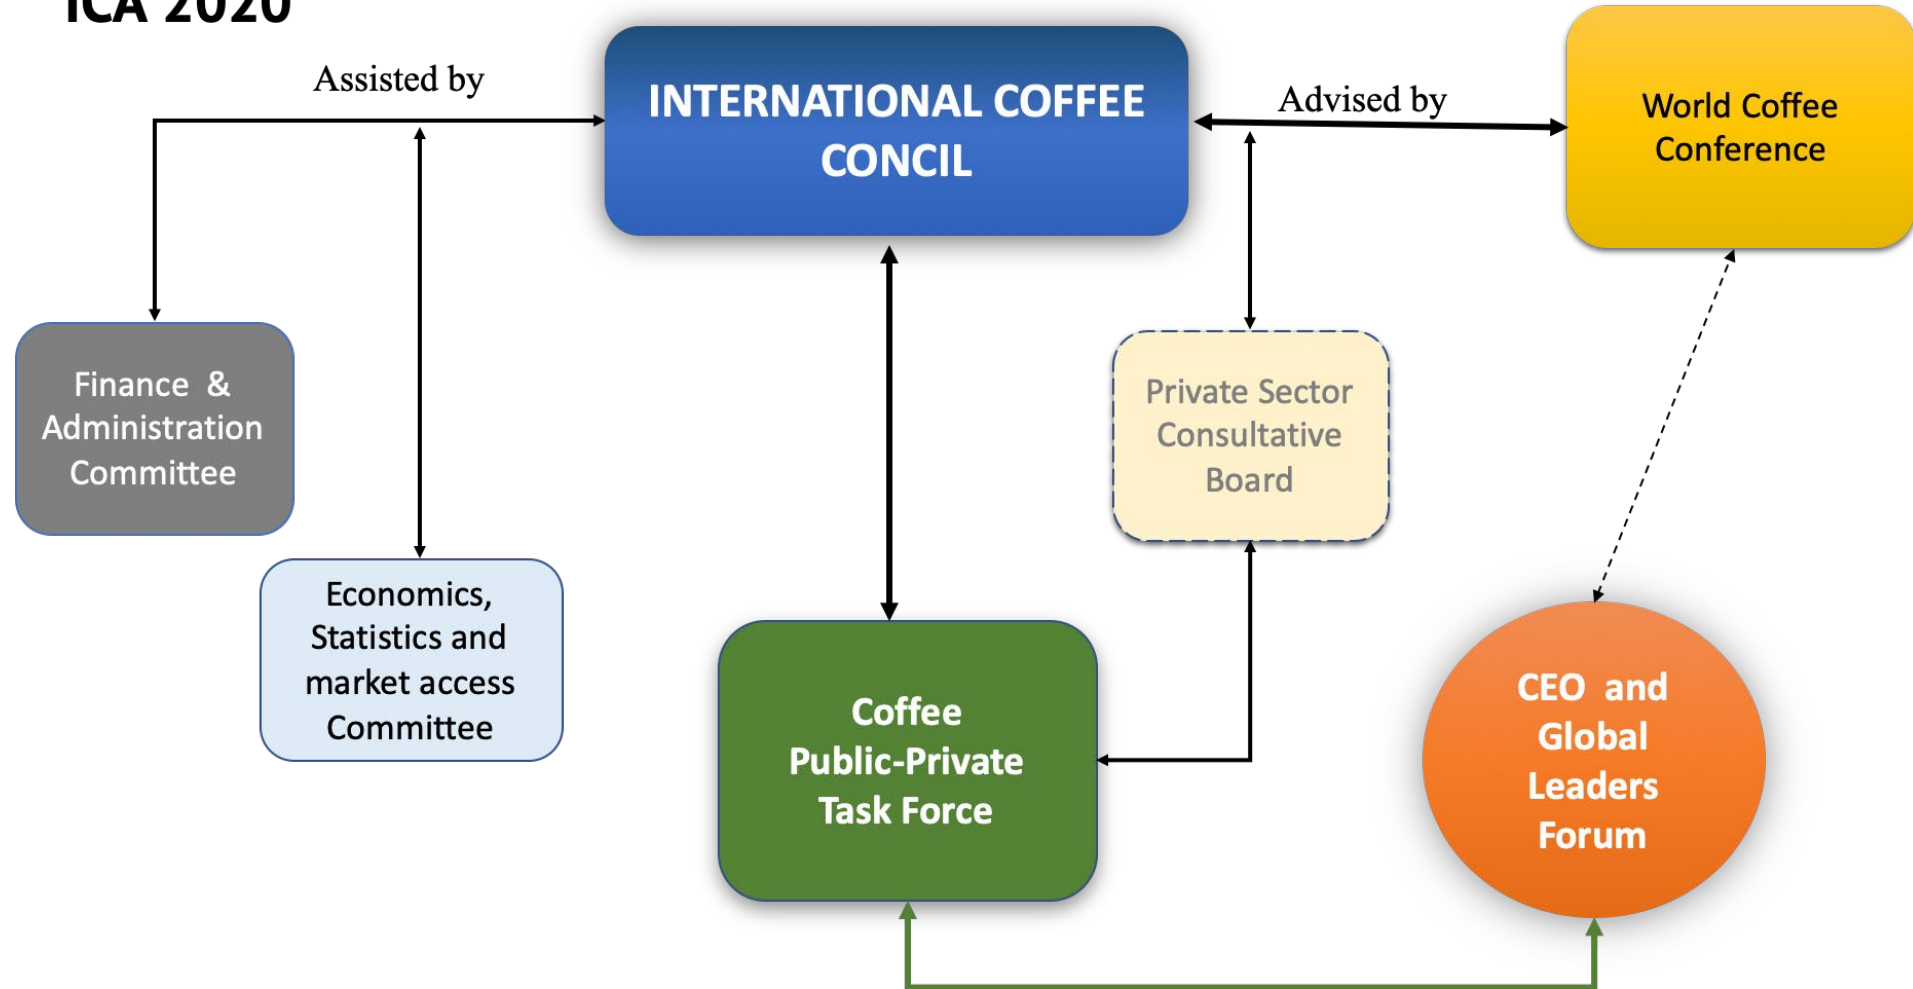 ICA 2020
Assisted by
INTERNATIONAL COFFEE
CONCIL
Advised by
World Coffee
Conference
Finance & 
Administration
Committee
Private Sector
Consultative
Board
Economics,
Statistics and
market access
Committee
Coffee
Public-Private
Task Force
CEO and
Global
Leaders
Forum